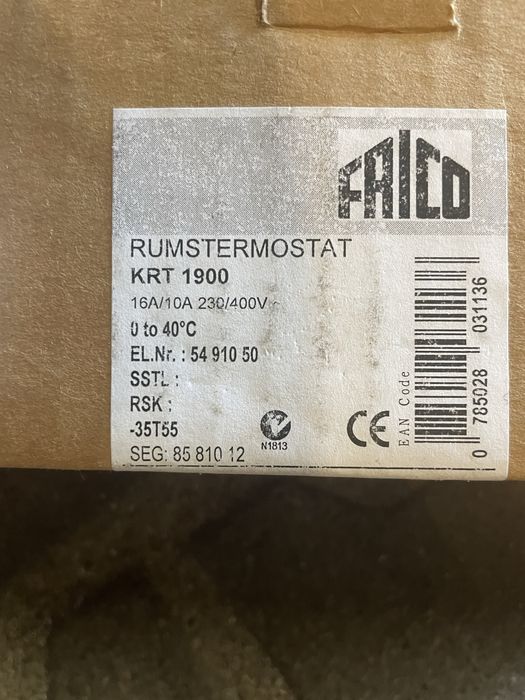 FRICO
RUMSTERMOSTAT
KRT 1900
16A/10A 230/400V~
0 to 40°C
EL.Nr. : 54 910 50
SSTL :
RSK :
-35T55
SEG: 85 810 12
N1813
CE
EAN Code
0 785028 031136